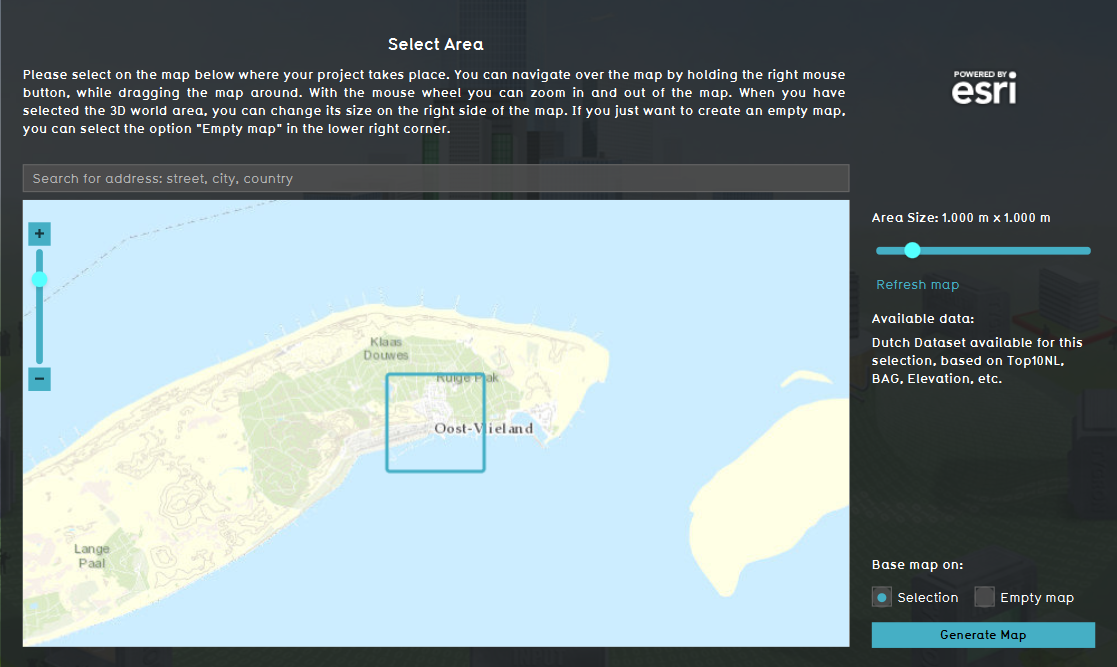 Select Area
Please select on the map below where your project takes place. You can navigate over the map by holding the right mouse
button, while dragging the map around. With the mouse wheel you can zoom in and out of the map. When you have
selected the 3D world area, you can change its size on the right side of the map. If you just want to create an empty map,
you can select the option "Empty map" in the lower right corner.
POWERED BY
esri
Search for address: street, city, country
+
-
Klaas
Douwes
Ruige Plak
Oost-Vlieland
Lange
Paal
Area Size: 1.000 m x 1.000 m
Refresh map
Available data:
Dutch Dataset available for this
selection, based on Top10NL,
BAG, Elevation, etc.
Base map on:
Selection Empty map
Generate Map